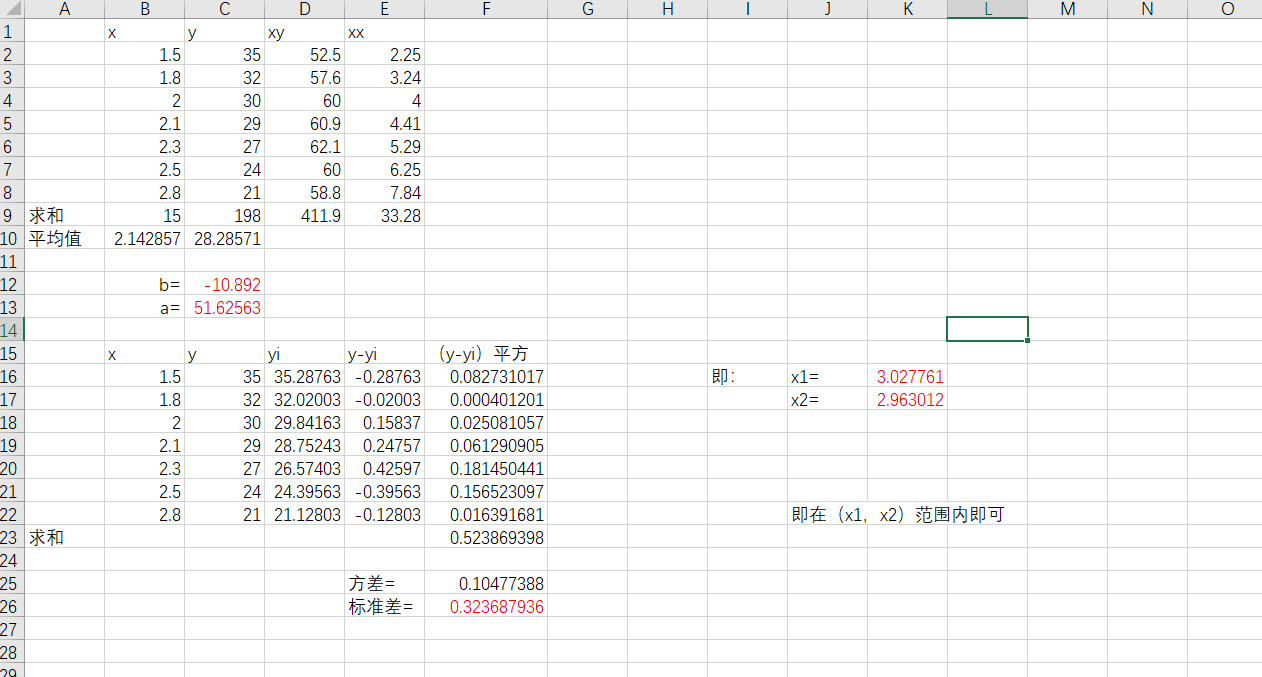 A B C D E F G H I J K L M N O
1 x y xy xx
2 1.5 35 52.5 2.25
3 1.8 32 57.6 3.24
4 2 30 60 4
5 2.1 29 60.9 4.41
6 2.3 27 62.1 5.29
7 2.5 24 60 6.25
8 2.8 21 58.8 7.84
9 求和 15 198 411.9 33.28
10 平均值 2.142857 28.28571
11
12 b= -10.892
13 a= 51.62563
14
15 x y yi y-yi （y-yi）平方
16 1.5 35 35.28763 -0.28763 0.082731017 即： x1= 3.027761
17 1.8 32 32.02003 -0.02003 0.000401201 x2= 2.963012
18 2 30 29.84163 0.15837 0.025081057
19 2.1 29 28.75243 0.24757 0.061290905
20 2.3 27 26.57403 0.42597 0.181450441
21 2.5 24 24.39563 -0.39563 0.156523097
22 2.8 21 21.12803 -0.12803 0.016391681 即在（x1，x2）范围内即可
23 求和 0.523869398
24
25 方差= 0.10477388
26 标准差= 0.323687936
27
28
29